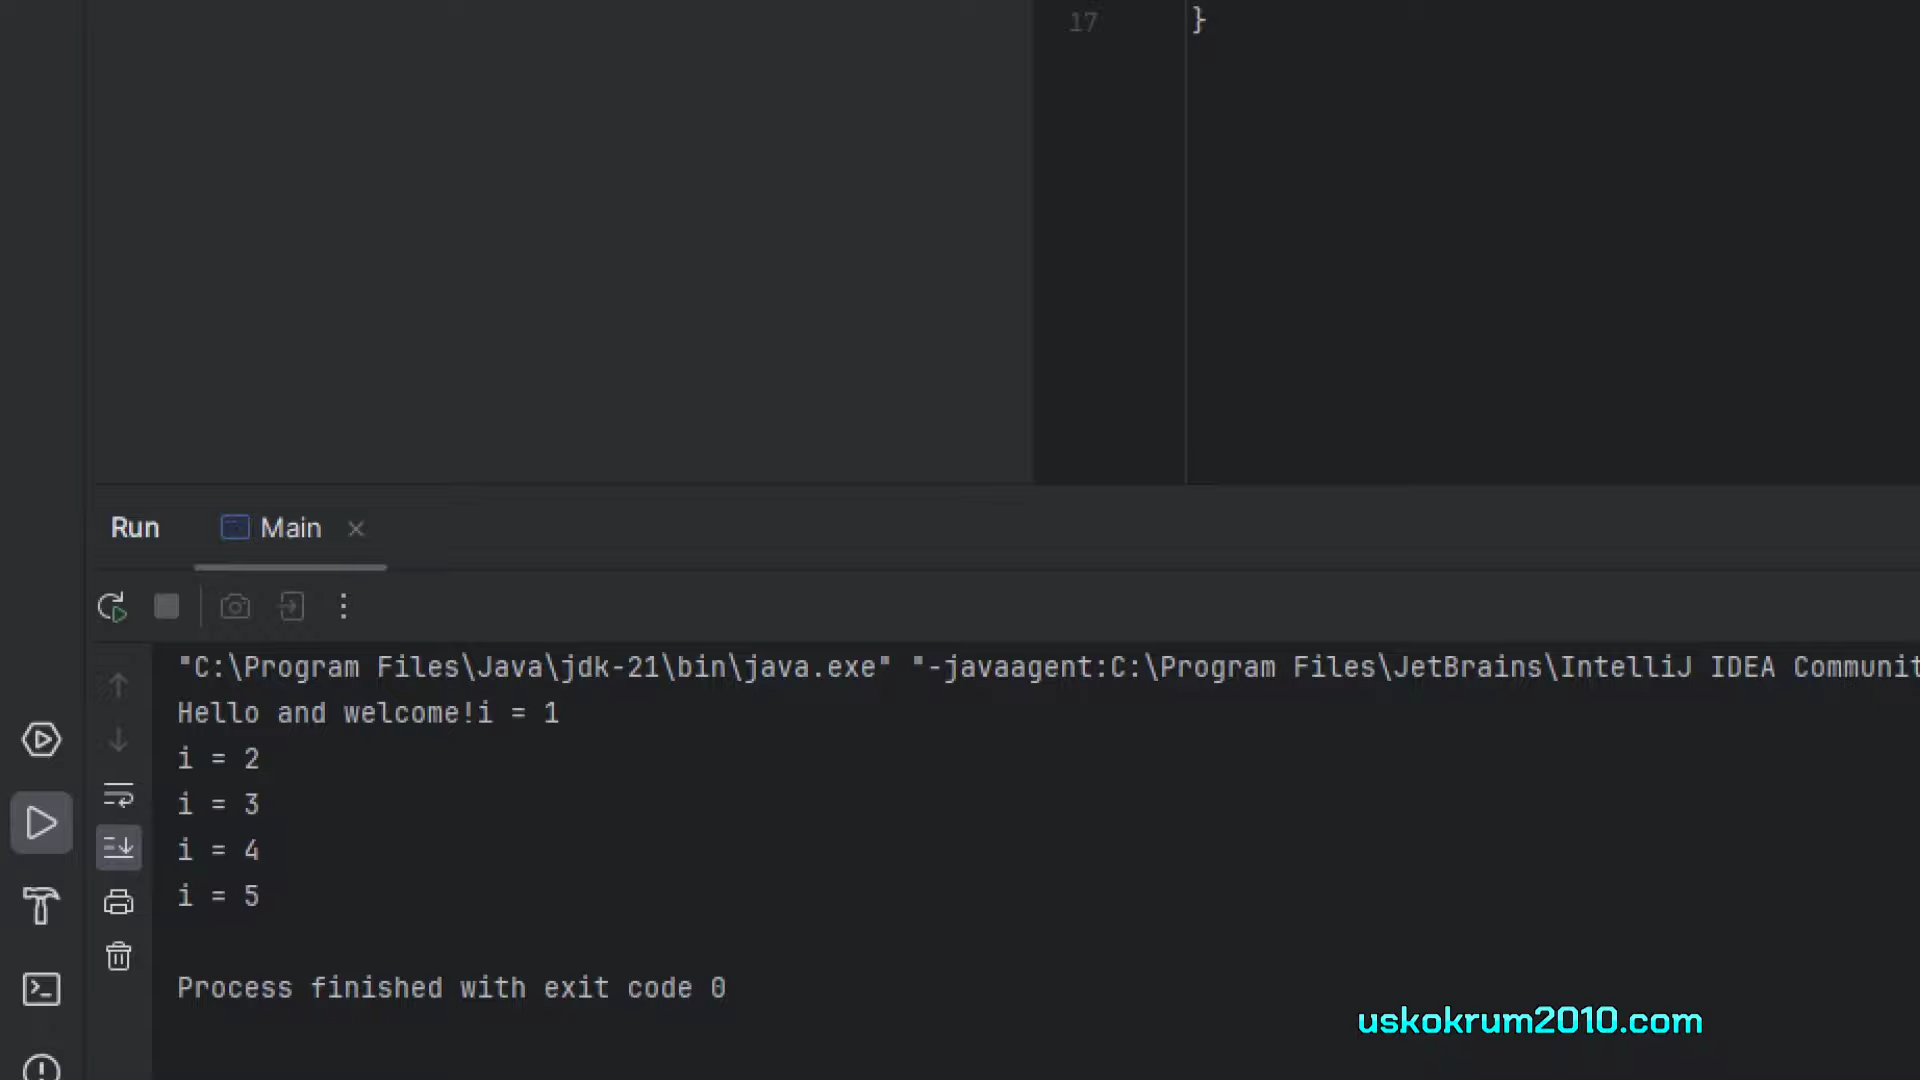 17 }
Run Main
"C:\Program Files\Java\jdk-21\bin\java.exe" "-javaagent:C:\Program Files\JetBrains\IntelliJ IDEA Communit
Hello and welcome!i = 1
i = 2
i = 3
i = 4
i = 5
Process finished with exit code 0
uskokrum2010.com